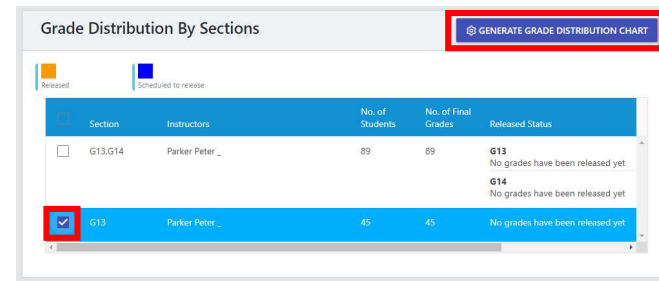 Grade Distribution By Sections
GENERATE GRADE DISTRIBUTION CHART
Released
Scheduled to release
Section Instructors No. of Students No. of Final Grades Released Status
G13,G14 Parker Peter _ 89 89 G13
No grades have been released yet
G14
No grades have been released yet
G13 Parker Peter _ 45 45 No grades have been released yet